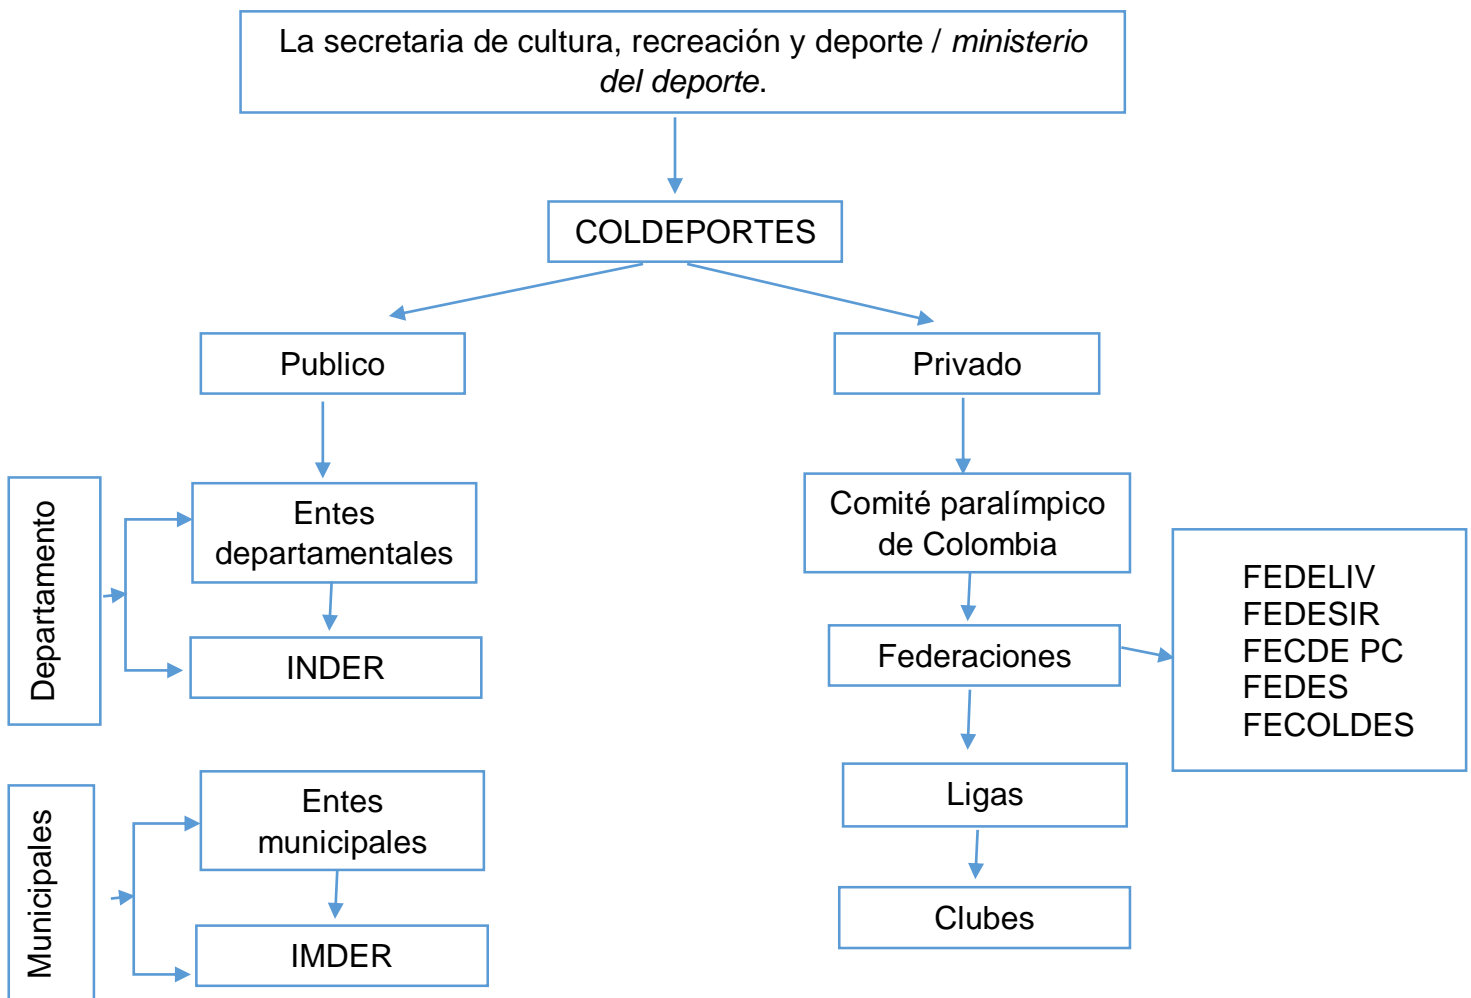 La secretaria de cultura, recreación y deporte / ministerio
del deporte.
COLDEPORTES
Publico
Privado
Departamento
Entes
departamentales
INDER
Comité paralímpico
de Colombia
Federaciones
FEDELIV
FEDESIR
FECDE PC
FEDES
FECOLDES
Ligas
Clubes
Municipales
Entes
municipales
IMDER